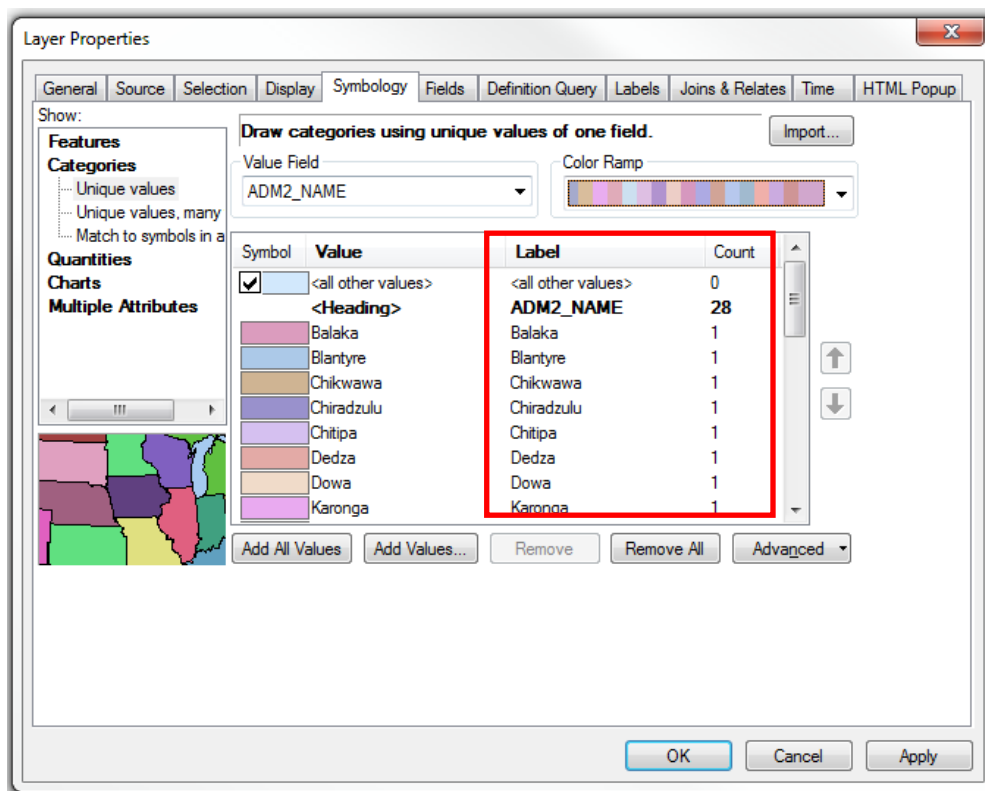 Layer Properties
General Source Selection Display Symbology Fields Definition Query Labels Joins & Relates Time HTML Popup
Show:
Features
Categories
Unique values
Unique values, many
Match to symbols in a
Quantities
Charts
Multiple Attributes
Draw categories using unique values of one field.
Import...
Value Field
ADM2_NAME
Color Ramp
Symbol Value Label Count
<all other values> <all other values> 0
<Heading> ADM2_NAME 28
Balaka Balaka 1
Blantyre Blantyre 1
Chikwawa Chikwawa 1
Chiradzulu Chiradzulu 1
Chitipa Chitipa 1
Dedza Dedza 1
Dowa Dowa 1
Karonga Karonga 1
Add All Values Add Values... Remove Remove All Advanced
OK Cancel Apply